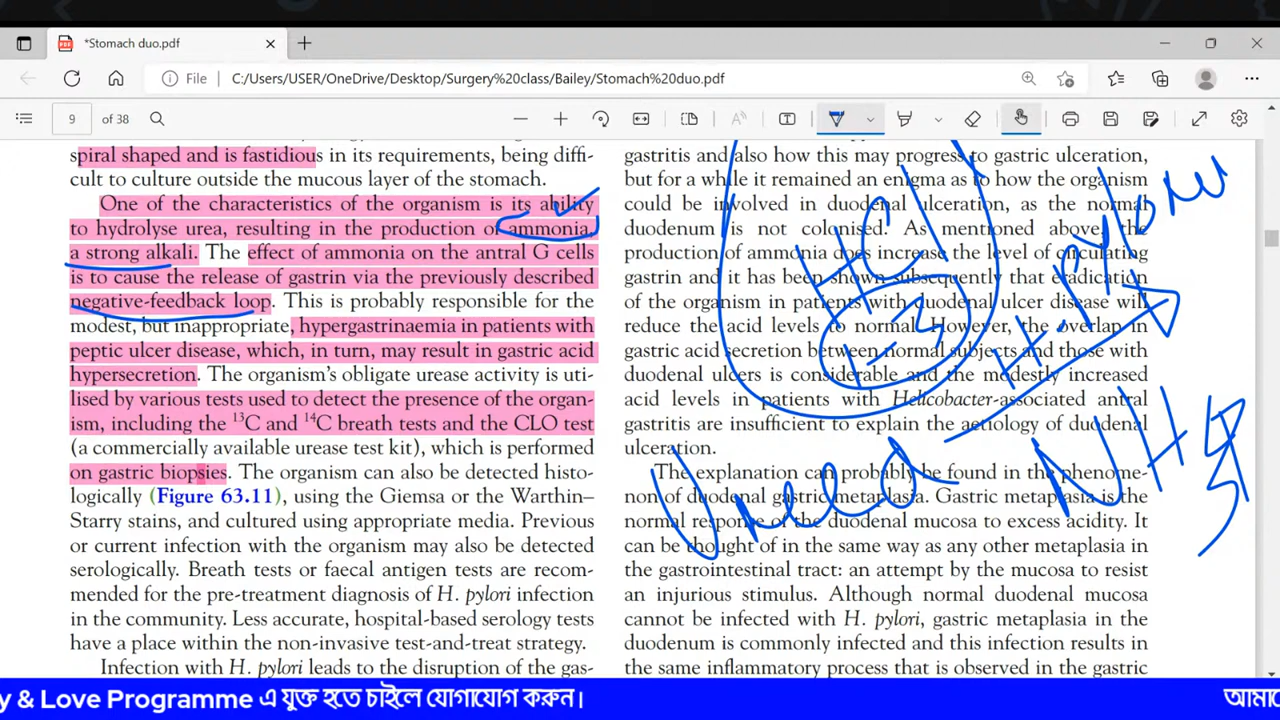 *Stomach duo.pdf
File C:/Users/USER/OneDrive/Desktop/Surgery%20class/Bailey/Stomach%20duo.pdf
9 of 38
spiral shaped and is fastidious in its requirements, being diffi-
cult to culture outside the mucous layer of the stomach.
One of the characteristics of the organism is its ability
to hydrolyse urea, resulting in the production of ammonia,
a strong alkali. The effect of ammonia on the antral G cells
is to cause the release of gastrin via the previously described
negative-feedback loop. This is probably responsible for the
modest, but inappropriate, hypergastrinaemia in patients with
peptic ulcer disease, which, in turn, may result in gastric acid
hypersecretion. The organism's obligate urease activity is uti-
lised by various tests used to detect the presence of the organ-
ism, including the ¹³C and ¹⁴C breath tests and the CLO test
(a commercially available urease test kit), which is performed
on gastric biopsies. The organism can also be detected histo-
logically (Figure 63.11), using the Giemsa or the Warthin–
Starry stains, and cultured using appropriate media. Previous
or current infection with the organism may also be detected
serologically. Breath tests or faecal antigen tests are recom-
mended for the pre-treatment diagnosis of H. pylori infection
in the community. Less accurate, hospital-based serology tests
have a place within the non-invasive test-and-treat strategy.
Infection with H. pylori leads to the disruption of the gas-
gastritis and also how this may progress to gastric ulceration,
but for a while it remained an enigma as to how the organism
could be involved in duodenal ulceration, as the normal
duodenum is not colonised. As mentioned above, the
production of ammonia does increase the level of circulating
gastrin and it has been shown subsequently that eradication
of the organism in patients with duodenal ulcer disease will
reduce the acid levels to normal. However, the overlap in
gastric acid secretion between normal subjects and those with
duodenal ulcers is considerable and the modestly increased
acid levels in patients with Helicobacter-associated antral
gastritis are insufficient to explain the aetiology of duodenal
ulceration.
The explanation can probably be found in the phenome-
non of duodenal gastric metaplasia. Gastric metaplasia is the
normal response of the duodenal mucosa to excess acidity. It
can be thought of in the same way as any other metaplasia in
the gastrointestinal tract: an attempt by the mucosa to resist
an injurious stimulus. Although normal duodenal mucosa
cannot be infected with H. pylori, gastric metaplasia in the
duodenum is commonly infected and this infection results in
the same inflammatory process that is observed in the gastric
HCl
1-3
H. pylori
NH
3
y & Love Programme এ যুক্ত হতে চাইলে যোগাযোগ করুন।